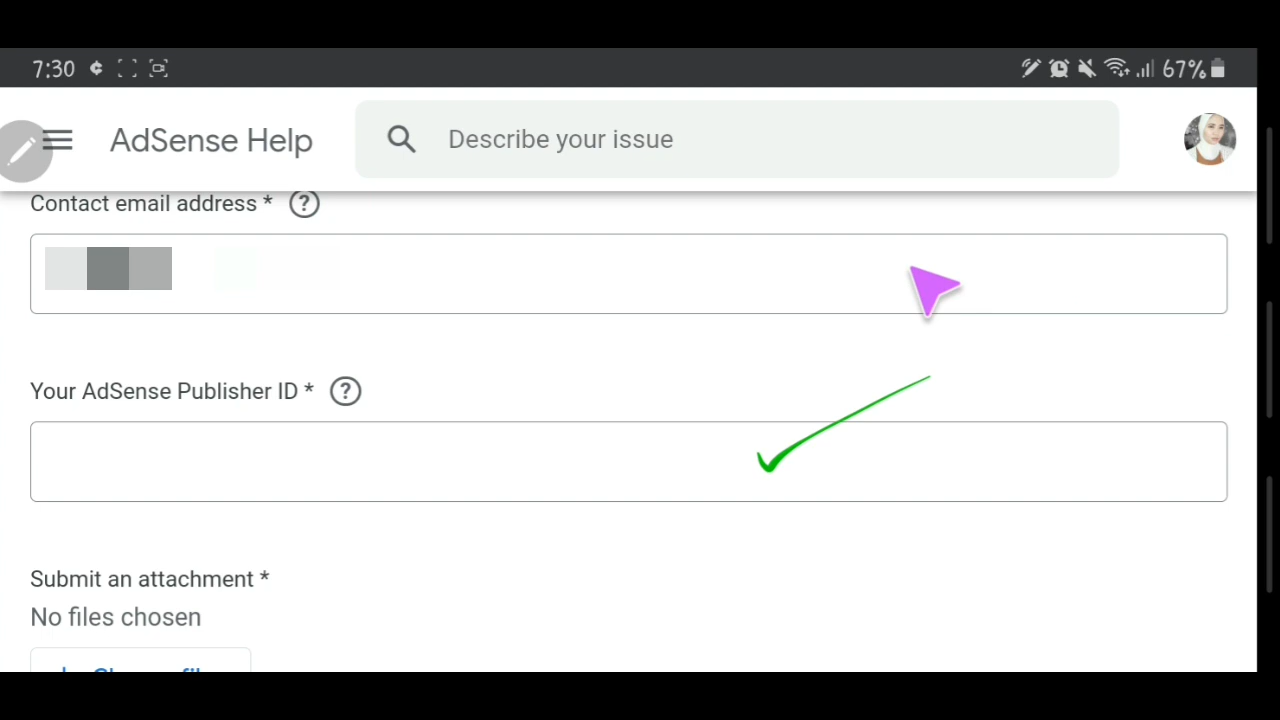 7:30 67%
AdSense Help Describe your issue
Contact email address * ?
Your AdSense Publisher ID * ?
Submit an attachment *
No files chosen